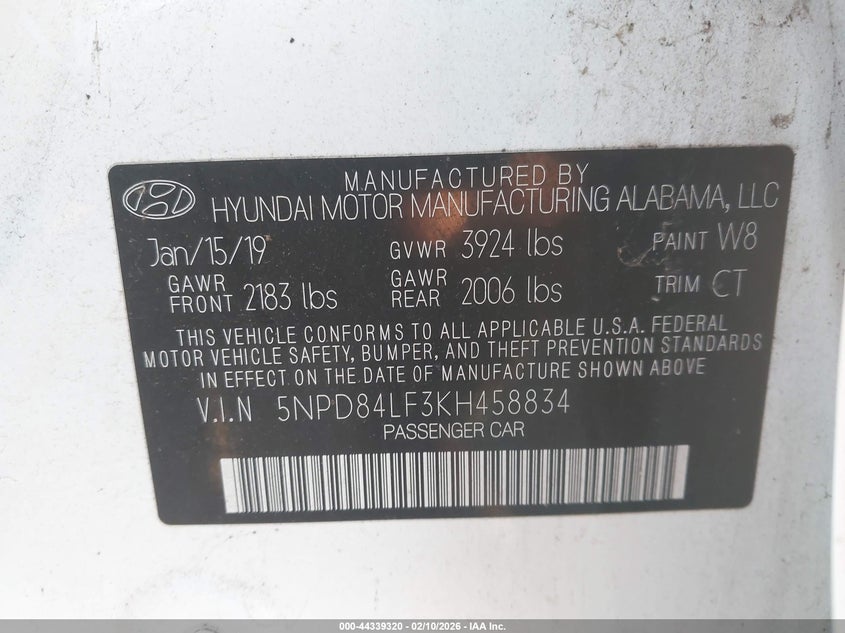 MANUFACTURED BY
HYUNDAI MOTOR MANUFACTURING ALABAMA, LLC
Jan/15/19 GVWR 3924 lbs PAINT W8
GAWR FRONT 2183 lbs GAWR REAR 2006 lbs TRIM CT
THIS VEHICLE CONFORMS TO ALL APPLICABLE U.S.A. FEDERAL
MOTOR VEHICLE SAFETY, BUMPER, AND THEFT PREVENTION STANDARDS
IN EFFECT ON THE DATE OF MANUFACTURE SHOWN ABOVE
V.I.N 5NPD84LF3KH458834
PASSENGER CAR
000-44339320 - 02/10/2026 - IAA Inc.